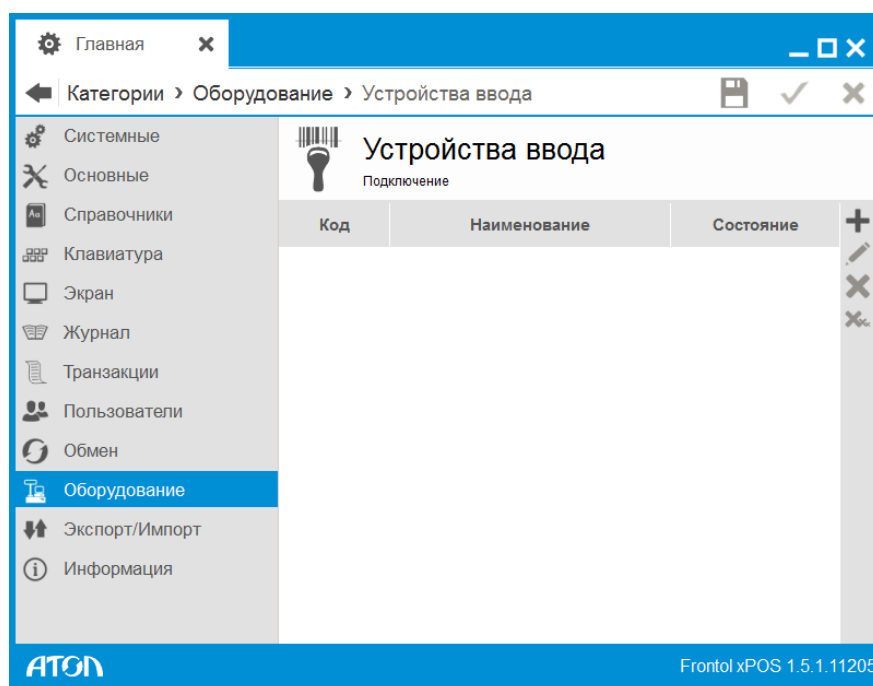 Главная
Категории › Оборудование › Устройства ввода
Системные
Основные
Справочники
Клавиатура
Экран
Журнал
Транзакции
Пользователи
Обмен
Оборудование
Экспорт/Импорт
Информация
Устройства ввода
Подключение
Код Наименование Состояние
АТОЛ
Frontol xPOS 1.5.1.11205